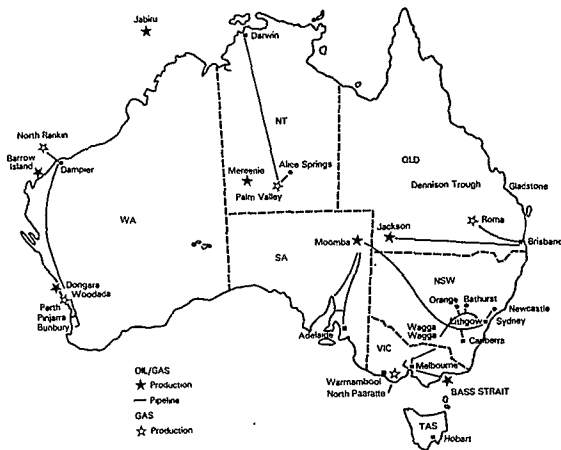 Jabiru
Darwin
North Rankin
NT
QLD
Barrow
Island
Dampier
Mereenie
Alice Springs
Palm Valley
Dennison Trough
Gladstone
WA
Roma
Jackson
Moomba
Brisbane
SA
Dongara
Woodada
NSW
Orange
Bathurst
Perth
Pinjarra
Bunbury
Newcastle
Lithgow
Sydney
Wagga
Wagga
Adelaide
Canberra
VIC
OIL/GAS
Production
Melbourne
Warrnambool
North Paaratte
BASS STRAIT
Pipeline
GAS
Production
TAS
Hobart